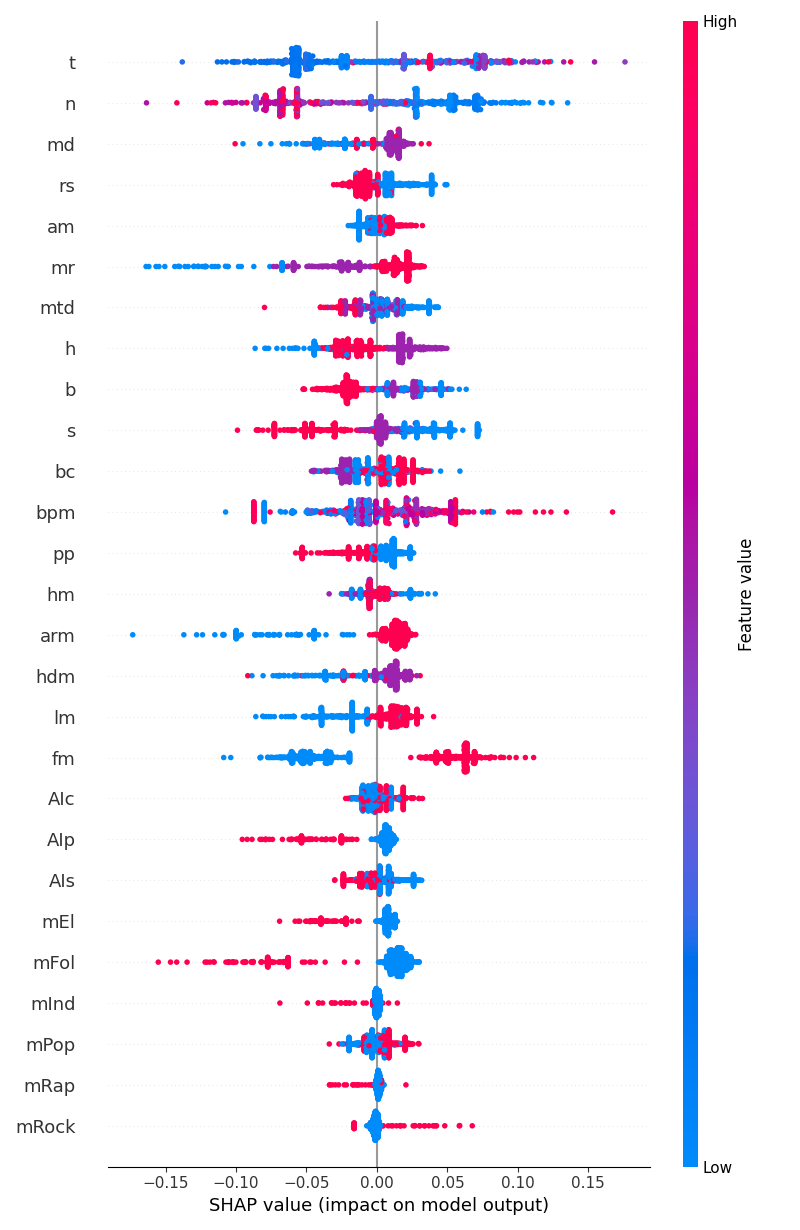 High
t
n
md
rs
am
mr
mtd
h
b
s
bc
bpm
pp
hm
arm
hdm
lm
fm
AIc
AIp
AIs
mEl
mFol
mInd
mPop
mRap
mRock
Feature value
Low
−0.15 −0.10 −0.05 0.00 0.05 0.10 0.15
SHAP value (impact on model output)